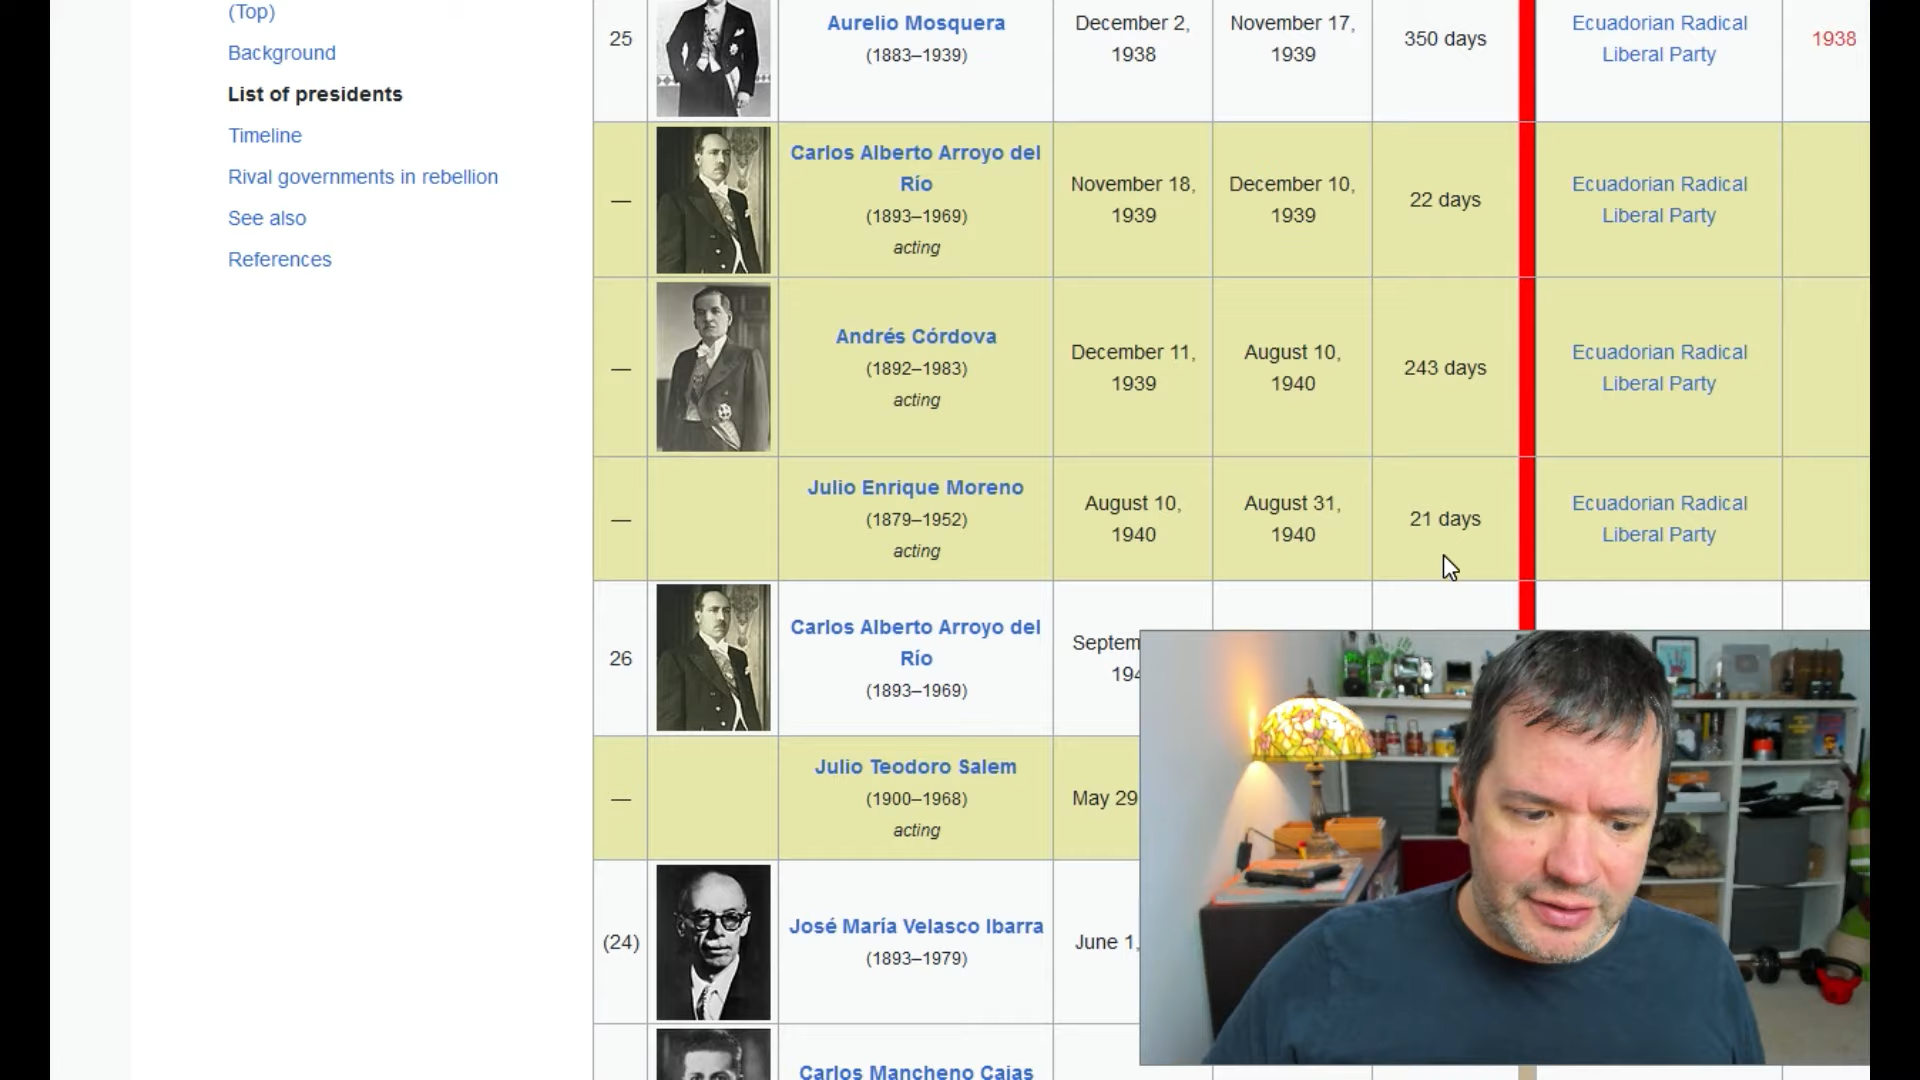 (Top)
Background
List of presidents
Timeline
Rival governments in rebellion
See also
References
25
Aurelio Mosquera
(1883–1939)
December 2,
1938
November 17,
1939
350 days
Ecuadorian Radical
Liberal Party
1938
—
Carlos Alberto Arroyo del
Río
(1893–1969)
acting
November 18,
1939
December 10,
1939
22 days
Ecuadorian Radical
Liberal Party
—
Andrés Córdova
(1892–1983)
acting
December 11,
1939
August 10,
1940
243 days
Ecuadorian Radical
Liberal Party
—
Julio Enrique Moreno
(1879–1952)
acting
August 10,
1940
August 31,
1940
21 days
Ecuadorian Radical
Liberal Party
26
Carlos Alberto Arroyo del
Río
(1893–1969)
Septem
194
—
Julio Teodoro Salem
(1900–1968)
acting
May 29
(24)
José María Velasco Ibarra
(1893–1979)
June 1,
Carlos Mancheno Cajas